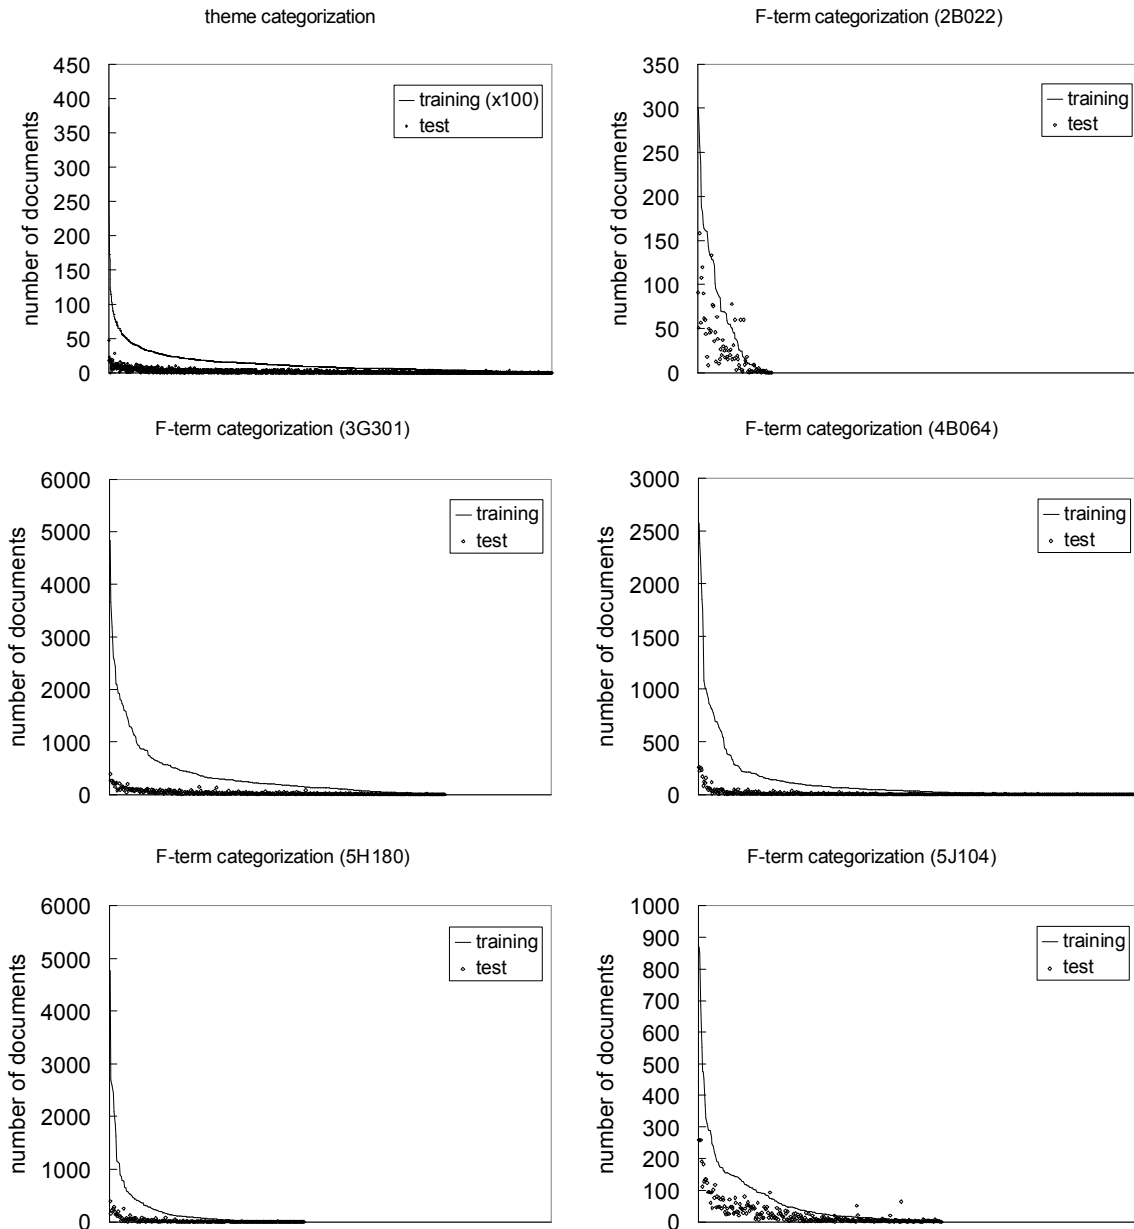 theme categorization
number of documents
450
400
350
300
250
200
150
100
50
0
training (x100)
test
F-term categorization (2B022)
number of documents
350
300
250
200
150
100
50
0
training
test
F-term categorization (3G301)
number of documents
6000
5000
4000
3000
2000
1000
0
training
test
F-term categorization (4B064)
number of documents
3000
2500
2000
1500
1000
500
0
training
test
F-term categorization (5H180)
number of documents
6000
5000
4000
3000
2000
1000
0
training
test
F-term categorization (5J104)
number of documents
1000
900
800
700
600
500
400
300
200
100
0
training
test